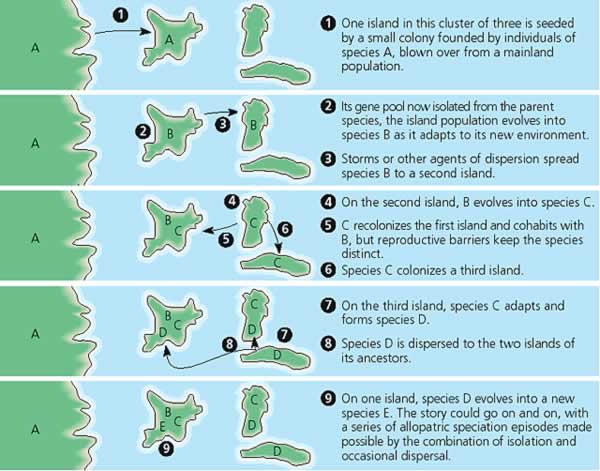 A
1
A
1 One island in this cluster of three is seeded
by a small colony founded by individuals of
species A, blown over from a mainland
population.
A
2
B
3
B
2 Its gene pool now isolated from the parent
species, the island population evolves into
species B as it adapts to its new environment.
3 Storms or other agents of dispersion spread
species B to a second island.
A
B
C
5
4
C
6
C
4 On the second island, B evolves into species C.
5 C recolonizes the first island and cohabits with
B, but reproductive barriers keep the species
distinct.
6 Species C colonizes a third island.
A
B
C
D
8
C
D
7
D
7 On the third island, species C adapts and
forms species D.
8 Species D is dispersed to the two islands of
its ancestors.
A
B
C
E
9
C
D
D
9 On one island, species D evolves into a new
species E. The story could go on and on, with
a series of allopatric speciation episodes made
possible by the combination of isolation and
occasional dispersal.